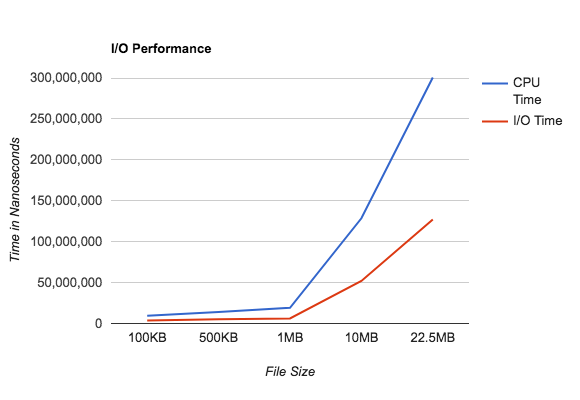 I/O Performance
300,000,000
250,000,000
200,000,000
150,000,000
100,000,000
50,000,000
0
Time in Nanoseconds
100KB 500KB 1MB 10MB 22.5MB
File Size
CPU
Time
I/O Time